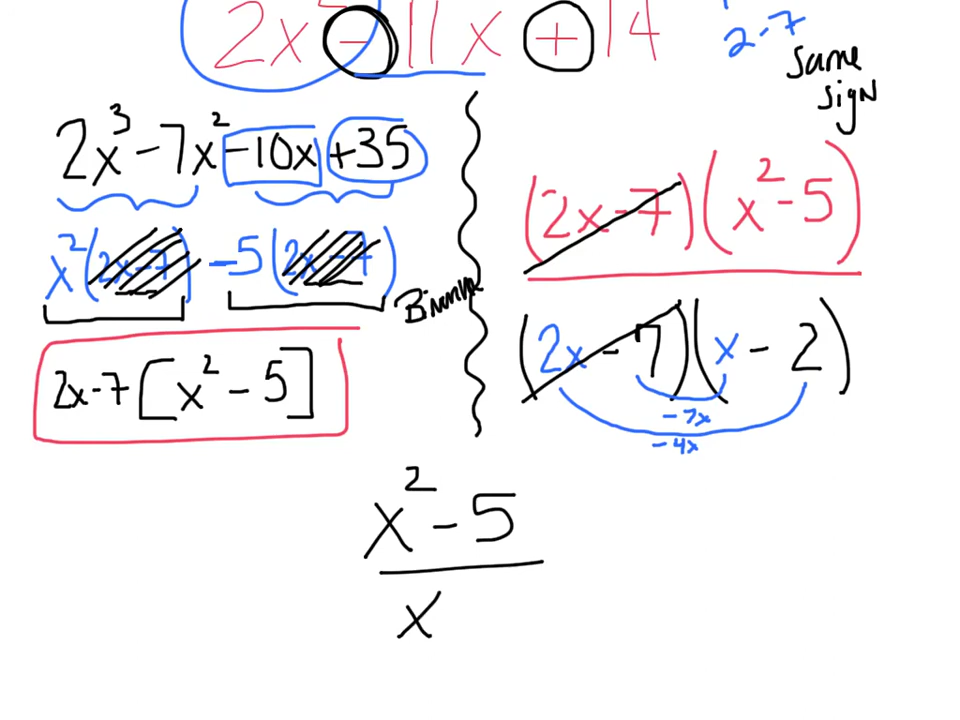 2x² - 11x + 14
2-7
same
sign
2x³ - 7x² - 10x + 35
x²(2x-7) - 5(2x-7)
2x-7[x² - 5]
(2x-7)(x² - 5)
(2x - 7)(x - 2)
-7x
-4x
x² - 5
x